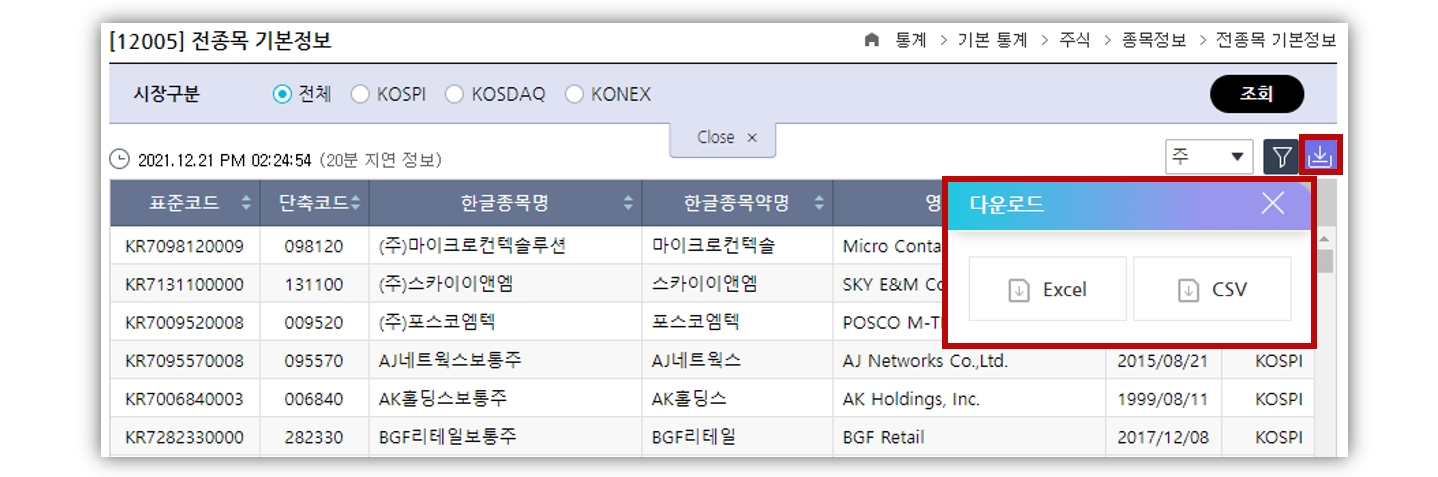 [12005] 전종목 기본정보
통계 > 기본 통계 > 주식 > 종목정보 > 전종목 기본정보
시장구분 전체 KOSPI KOSDAQ KONEX 조회
Close ×
2021.12.21 PM 02:24:54 (20분 지연 정보) 주
표준코드 단축코드 한글종목명 한글종목약명 영
다운로드
KR7098120009 098120 (주)마이크로컨텍솔루션 마이크로컨텍솔 Micro Conta
KR7131100000 131100 (주)스카이이앤엠 스카이이앤엠 SKY E&M Co
Excel CSV
KR7009520008 009520 (주)포스코엠텍 포스코엠텍 POSCO M-T
KR7095570008 095570 AJ네트웍스보통주 AJ네트웍스 AJ Networks Co.,Ltd. 2015/08/21 KOSPI
KR7006840003 006840 AK홀딩스보통주 AK홀딩스 AK Holdings, Inc. 1999/08/11 KOSPI
KR7282330000 282330 BGF리테일보통주 BGF리테일 BGF Retail 2017/12/08 KOSPI